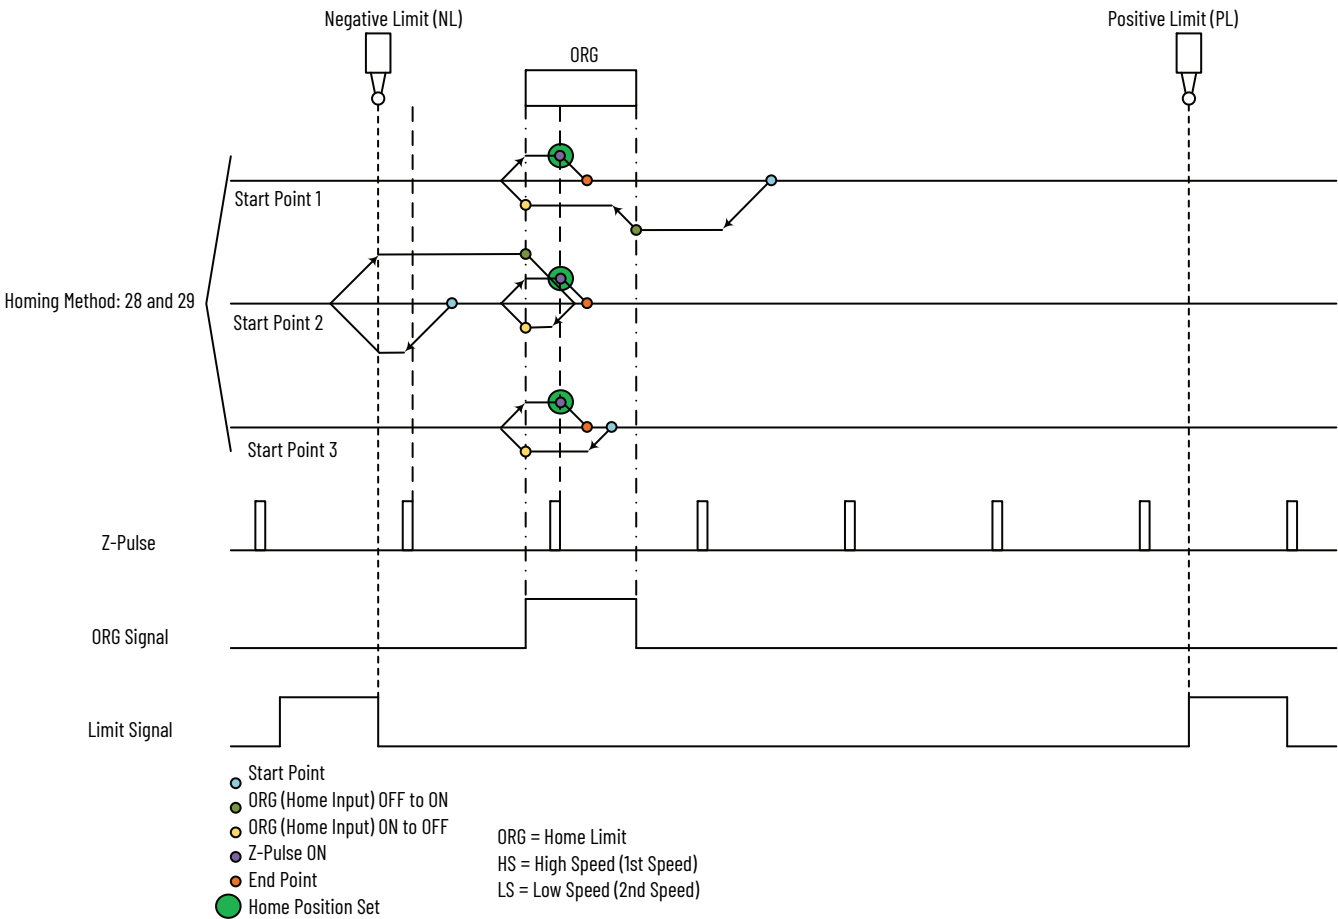 Negative Limit (NL)
Positive Limit (PL)
ORG
Start Point 1
Homing Method: 28 and 29
Start Point 2
Start Point 3
Z-Pulse
ORG Signal
Limit Signal
Start Point
ORG (Home Input) OFF to ON
ORG (Home Input) ON to OFF
Z-Pulse ON
End Point
Home Position Set
ORG = Home Limit
HS = High Speed (1st Speed)
LS = Low Speed (2nd Speed)